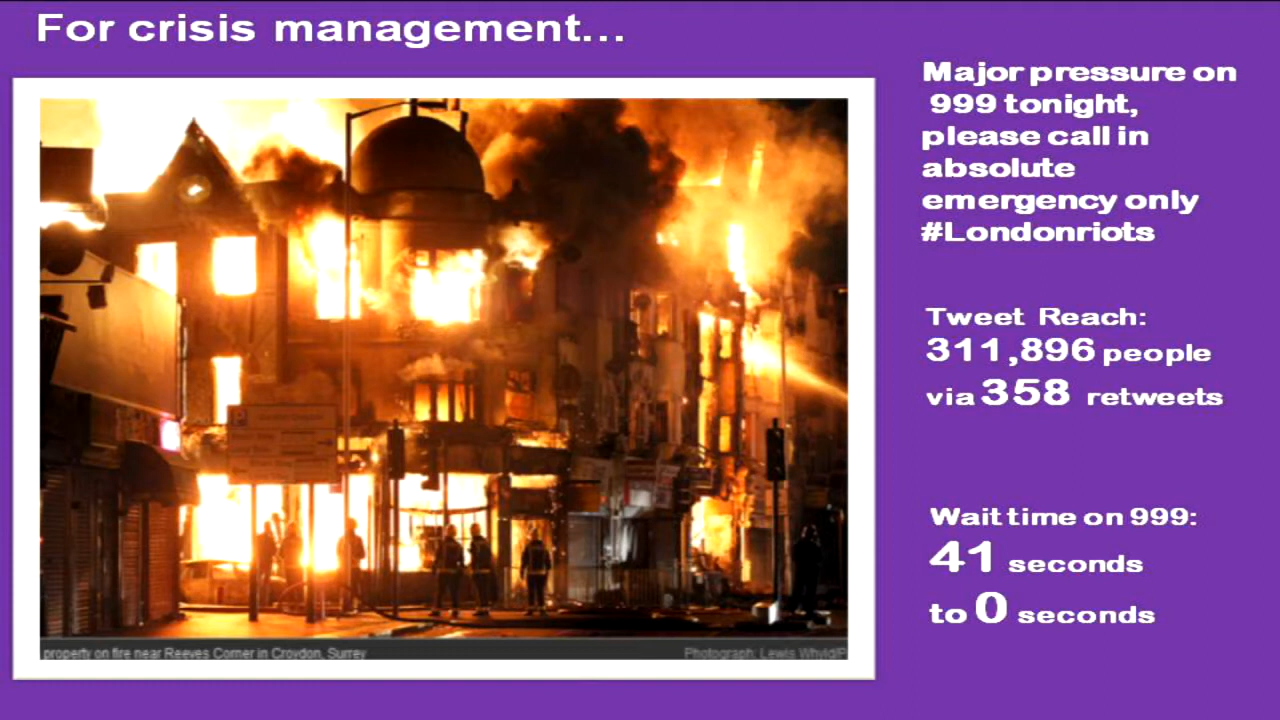 For crisis management...
Major pressure on
999 tonight,
please call in
absolute
emergency only
#Londonriots
Tweet Reach:
311,896 people
via 358 retweets
Wait time on 999:
41 seconds
to 0 seconds
property on fire near Reeves Corner in Croydon, Surrey
Photograph: Lewis Whyld/P